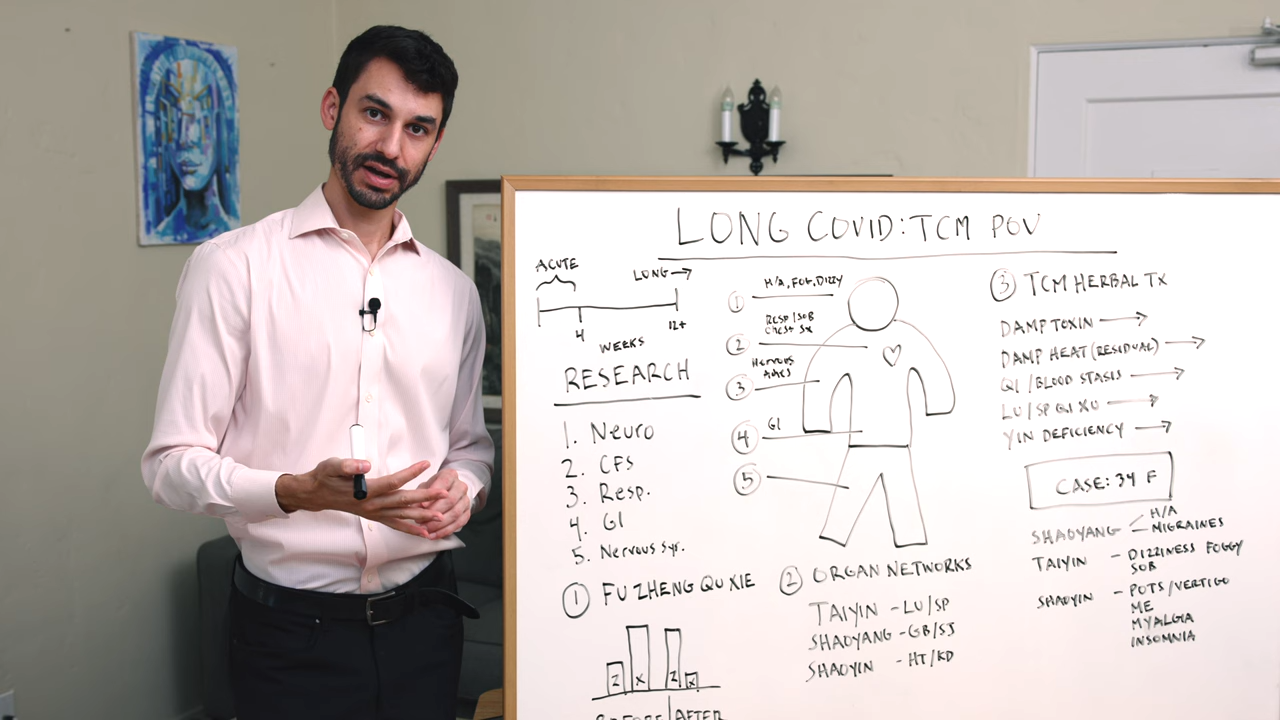 LONG COVID: TCM POV
ACUTE
LONG →
4
12+
WEEKS
RESEARCH
1. Neuro
2. CFS
3. Resp.
4. GI
5. Nervous Syr.
1 FU ZHENG QU XIE
Z X Z X
BEFORE | AFTER
1 H/A, FOG, DIZZY
Resp/SOB
Chest Sx
2
Nervous
3
4 GI
5
2 ORGAN NETWORKS
TAIYIN - LU/SP
SHAOYANG - GB/SJ
SHAOYIN - HT/KD
3 TCM HERBAL TX
DAMP TOXIN →
DAMP HEAT (RESIDUAL) →
QI/BLOOD STASIS →
LU/SP QI XU →
YIN DEFICIENCY →
CASE: 34 F
SHAOYANG - H/A
- MIGRAINES
TAIYIN - DIZZINESS FOGGY
SOB
SHAOYIN - POTS/VERTIGO
ME
MYALGIA
INSOMNIA